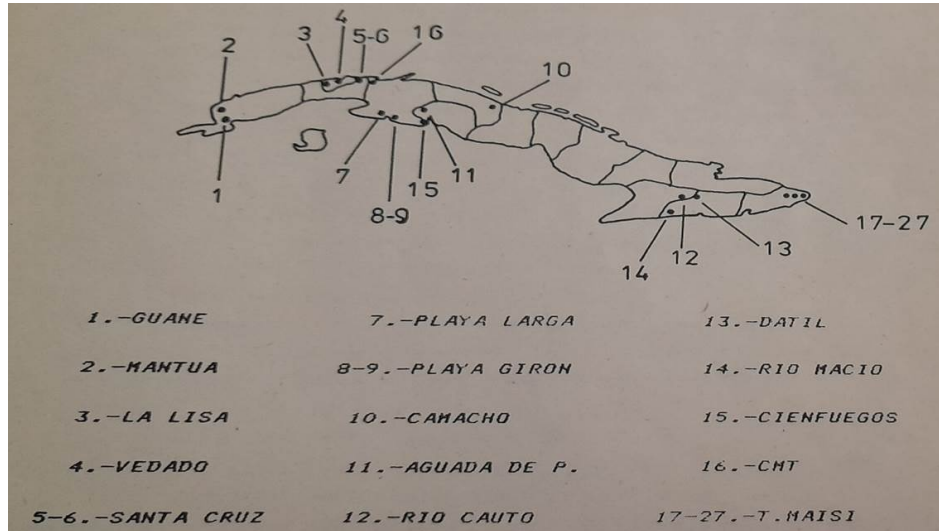 4
3
5-6
16
2
10
1
7
8-9
15
11
17-27
13
12
14
1.-GUANE
7.-PLAYA LARGA
13.-DATIL
2.-MANTUA
8-9.-PLAYA GIRON
14.-RIO MACIO
3.-LA LISA
10.-CAMACHO
15.-CIENFUEGOS
4.-VEDADO
11.-AGUADA DE P.
16.-CMT
5-6.-SANTA CRUZ
12.-RIO CAUTO
17-27.-T.MAISI